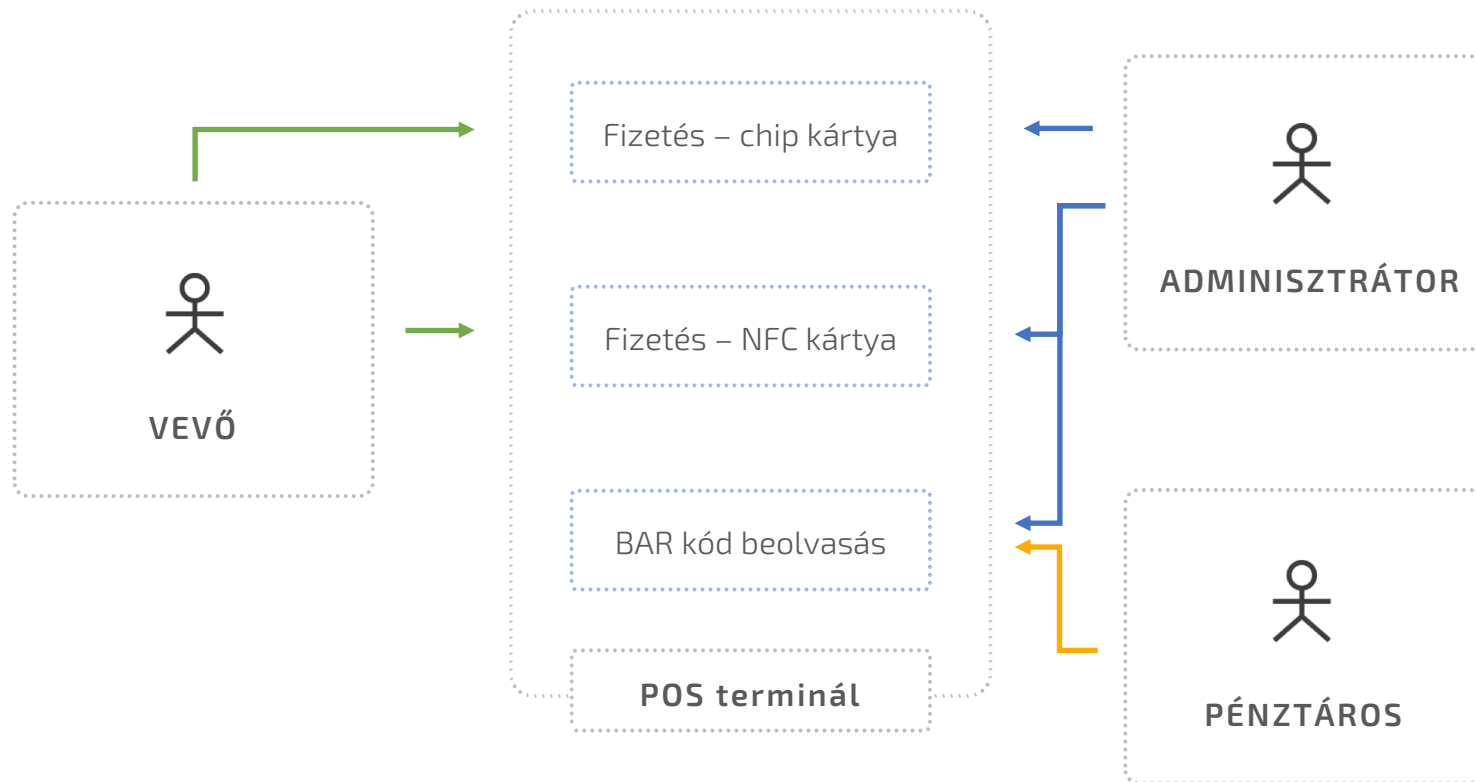 Fizetés – chip kártya
ADMINISZTRÁTOR
Fizetés – NFC kártya
VEVŐ
BAR kód beolvasás
POS terminál
PÉNZTÁROS